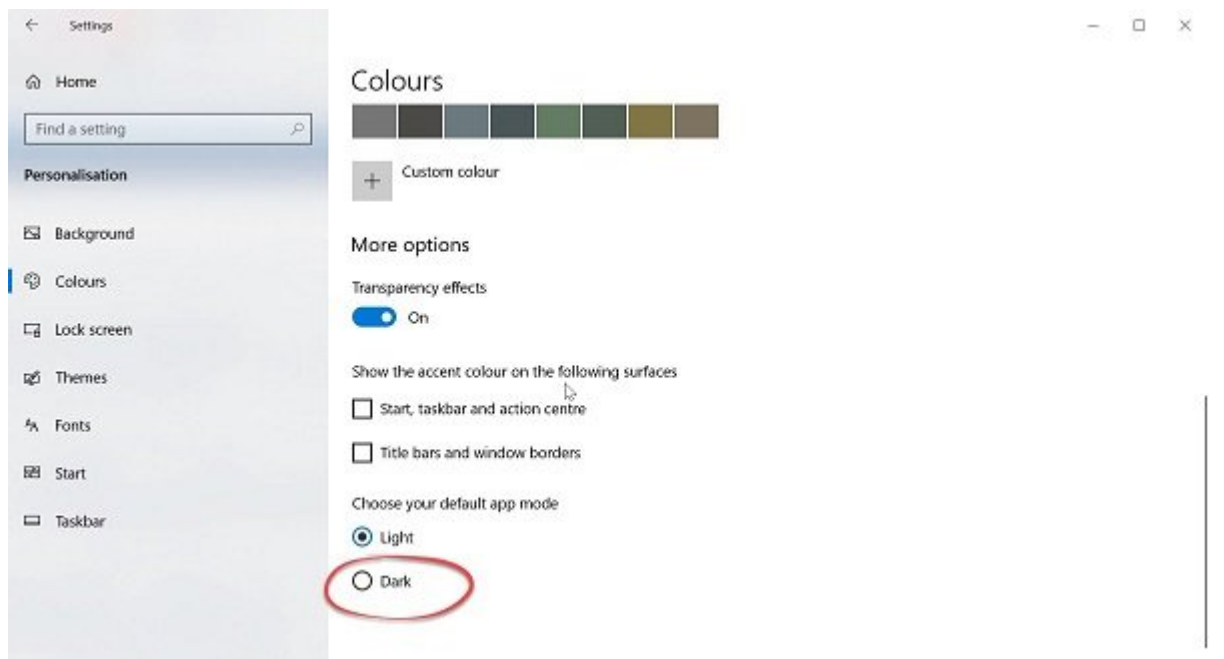 Settings
Home
Find a setting
Personalisation
Background
Colours
Lock screen
Themes
Fonts
Start
Taskbar
Colours
Custom colour
More options
Transparency effects
On
Show the accent colour on the following surfaces
Start, taskbar and action centre
Title bars and window borders
Choose your default app mode
Light
Dark